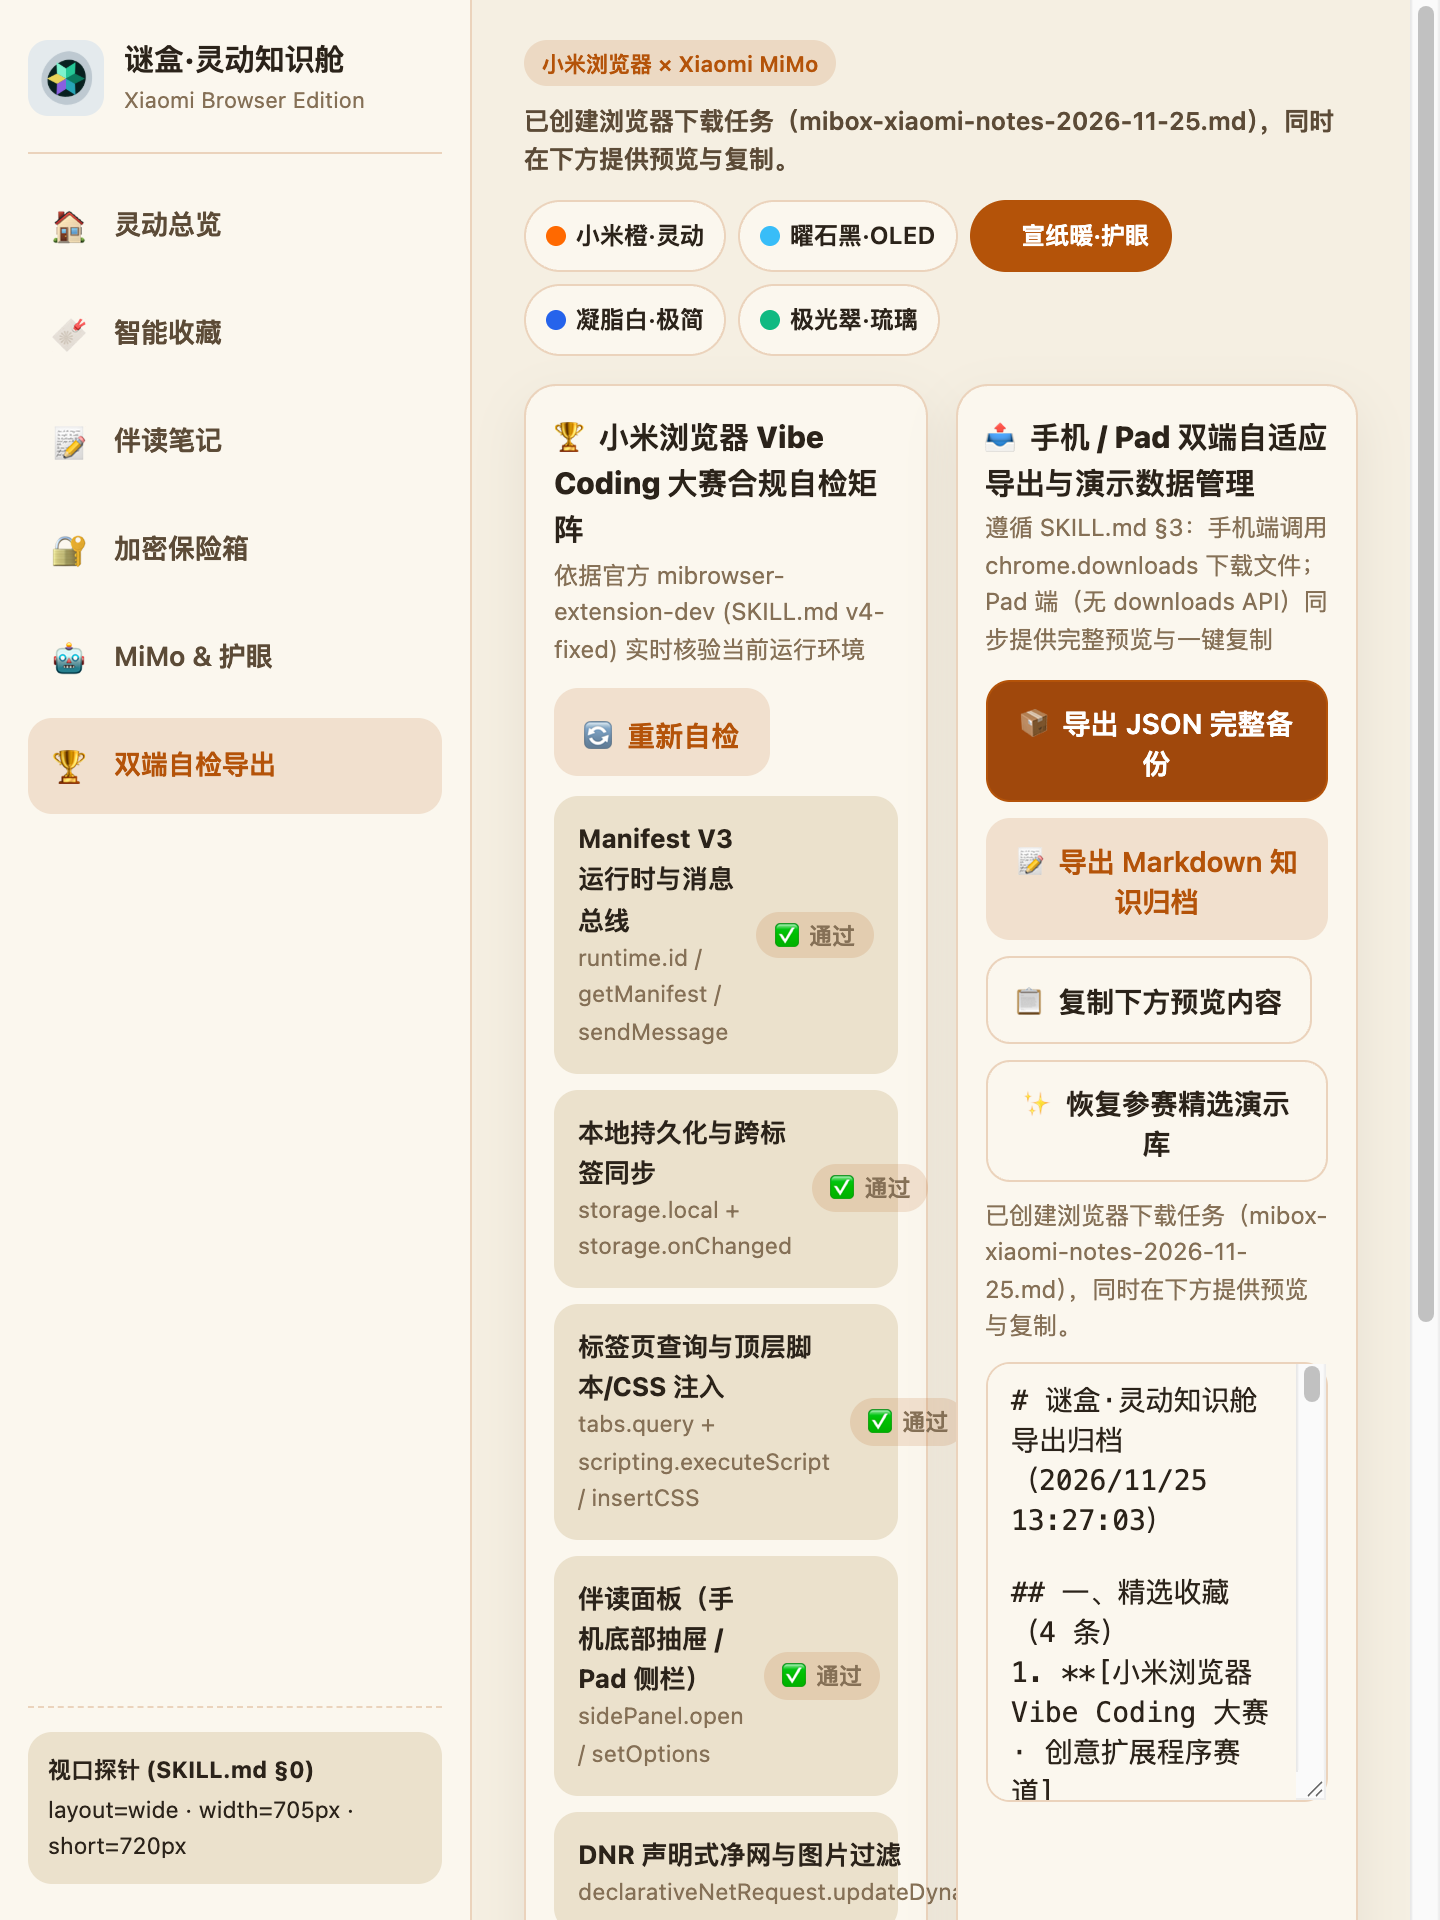 谜盒·灵动知识舱
Xiaomi Browser Edition
灵动总览
智能收藏
伴读笔记
加密保险箱
MiMo & 护眼
双端自检导出
视口探针 (SKILL.md §0)
layout=wide · width=705px ·
short=720px
小米浏览器 × Xiaomi MiMo
已创建浏览器下载任务（mibox-xiaomi-notes-2026-11-25.md），同时
在下方提供预览与复制。
小米橙·灵动
曜石黑·OLED
宣纸暖·护眼
凝脂白·极简
极光翠·琉璃
小米浏览器 Vibe
Coding 大赛合规自检矩
阵
依据官方 mibrowser-
extension-dev (SKILL.md v4-
fixed) 实时核验当前运行环境
重新自检
Manifest V3
运行时与消息
总线
runtime.id /
getManifest /
sendMessage
通过
本地持久化与跨标
签同步
storage.local +
storage.onChanged
通过
标签页查询与顶层脚
本/CSS 注入
tabs.query +
scripting.executeScript
/ insertCSS
通过
伴读面板（手
机底部抽屉 /
Pad 侧栏）
sidePanel.open
/ setOptions
通过
DNR 声明式净网与图片过滤
declarativeNetRequest.updateDyna
手机 / Pad 双端自适应
导出与演示数据管理
遵循 SKILL.md §3：手机端调用
chrome.downloads 下载文件；
Pad 端（无 downloads API）同
步提供完整预览与一键复制
导出 JSON 完整备
份
导出 Markdown 知
识归档
复制下方预览内容
恢复参赛精选演示
库
已创建浏览器下载任务（mibox-
xiaomi-notes-2026-11-
25.md），同时在下方提供预览
与复制。
# 谜盒·灵动知识舱
导出归档
（2026/11/25
13:27:03）
## 一、精选收藏
（4 条）
1. **[小米浏览器
Vibe Coding 大赛
· 创意扩展程序赛
道]